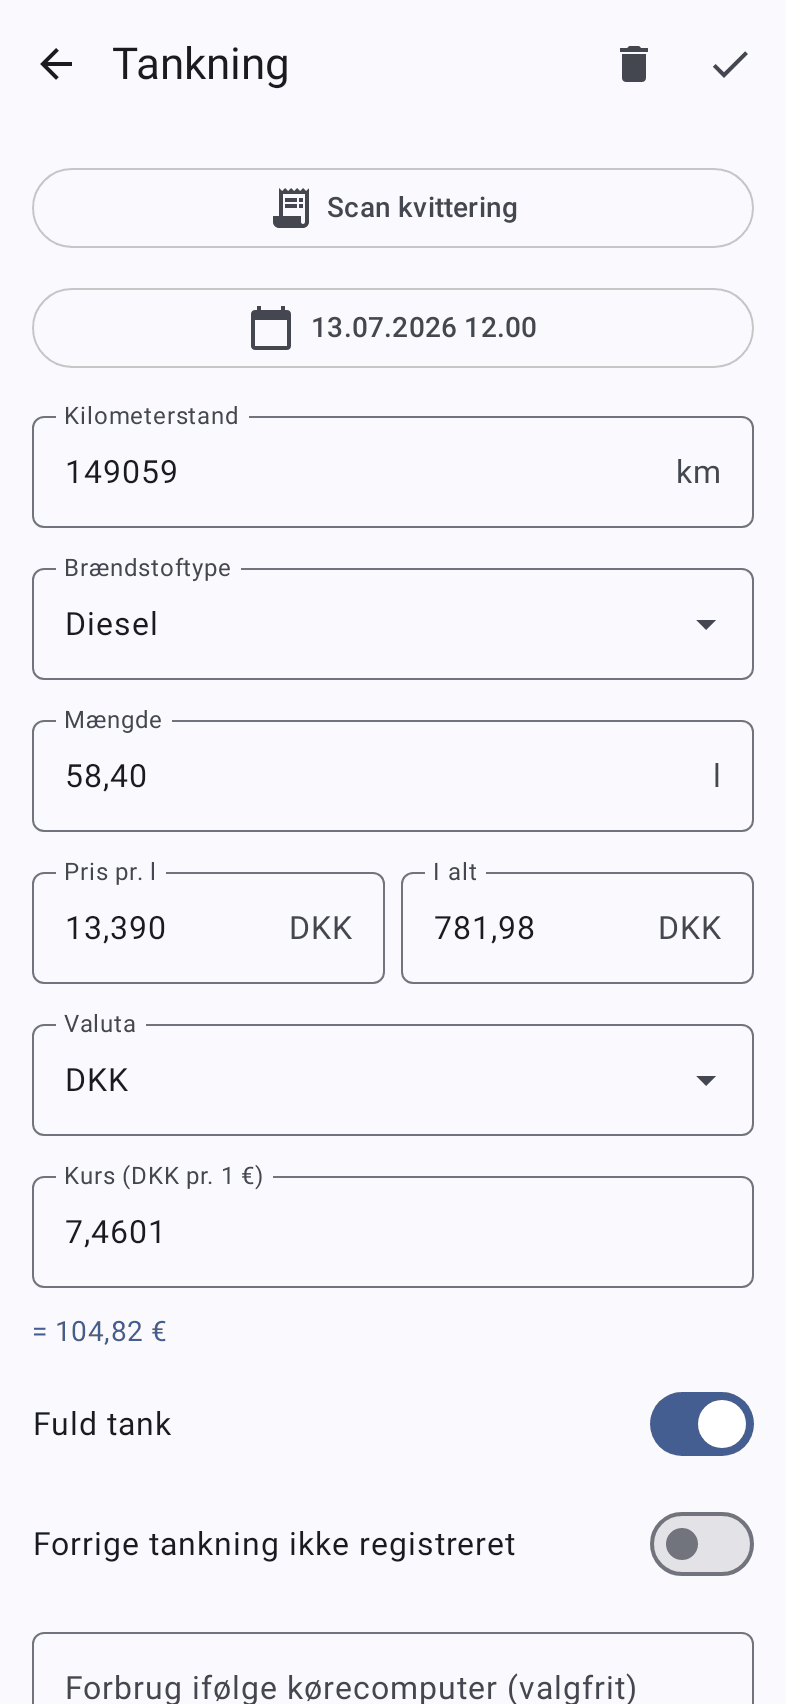 Tankning
Scan kvittering
13.07.2026 12.00
Kilometerstand
149059 km
Brændstoftype
Diesel
Mængde
58,40 l
Pris pr. l
13,390 DKK
I alt
781,98 DKK
Valuta
DKK
Kurs (DKK pr. 1 €)
7,4601
= 104,82 €
Fuld tank
Forrige tankning ikke registreret
Forbrug ifølge kørecomputer (valgfrit)